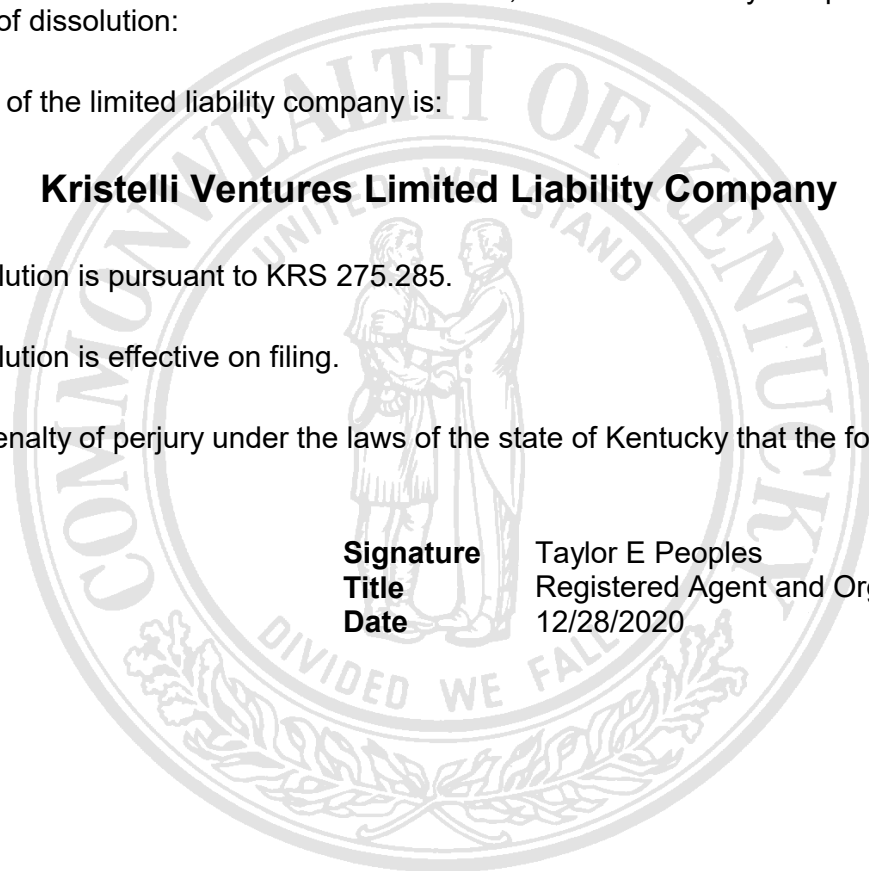 of dissolution:
of the limited liability company is:
Kristelli Ventures Limited Liability Company
lution is pursuant to KRS 275.285.
lution is effective on filing.
enalty of perjury under the laws of the state of Kentucky that the fo
Signature Taylor E Peoples
Title Registered Agent and Org
Date 12/28/2020
COMMONWEALTH OF KENTUCKY
UNITED WE STAND
DIVIDED WE FALL